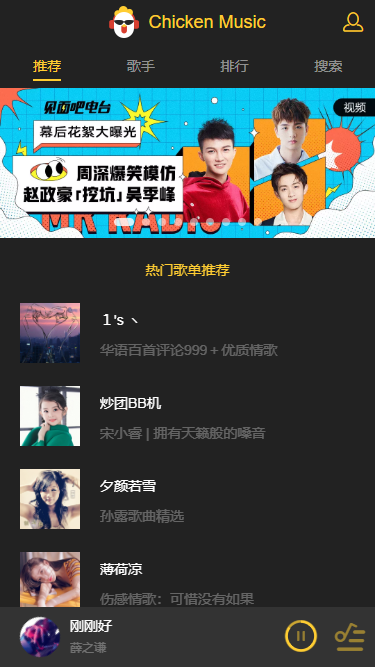 Chicken Music
推荐 歌手 排行 搜索
见面吧电台
视频
幕后花絮大曝光
周深爆笑模仿
赵政豪「挖坑」吴季峰
MR RADIO
热门歌单推荐
1's ヽ
华语百首评论999＋优质情歌
炒团BB机
宋小睿 | 拥有天籁般的嗓音
夕颜若雪
孙露歌曲精选
薄荷凉
伤感情歌：可惜没有如果
刚刚好
薛之谦